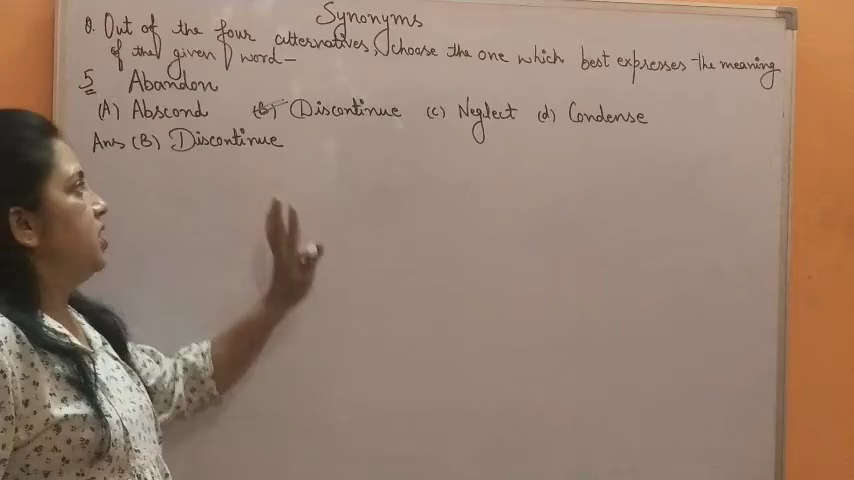 Synonyms
Q. Out of the four alternatives, choose the one which best expresses the meaning
of the given word—
5 Abandon
(A) Abscond (B) Discontinue (c) Neglect (d) Condense
Ans (B) Discontinue